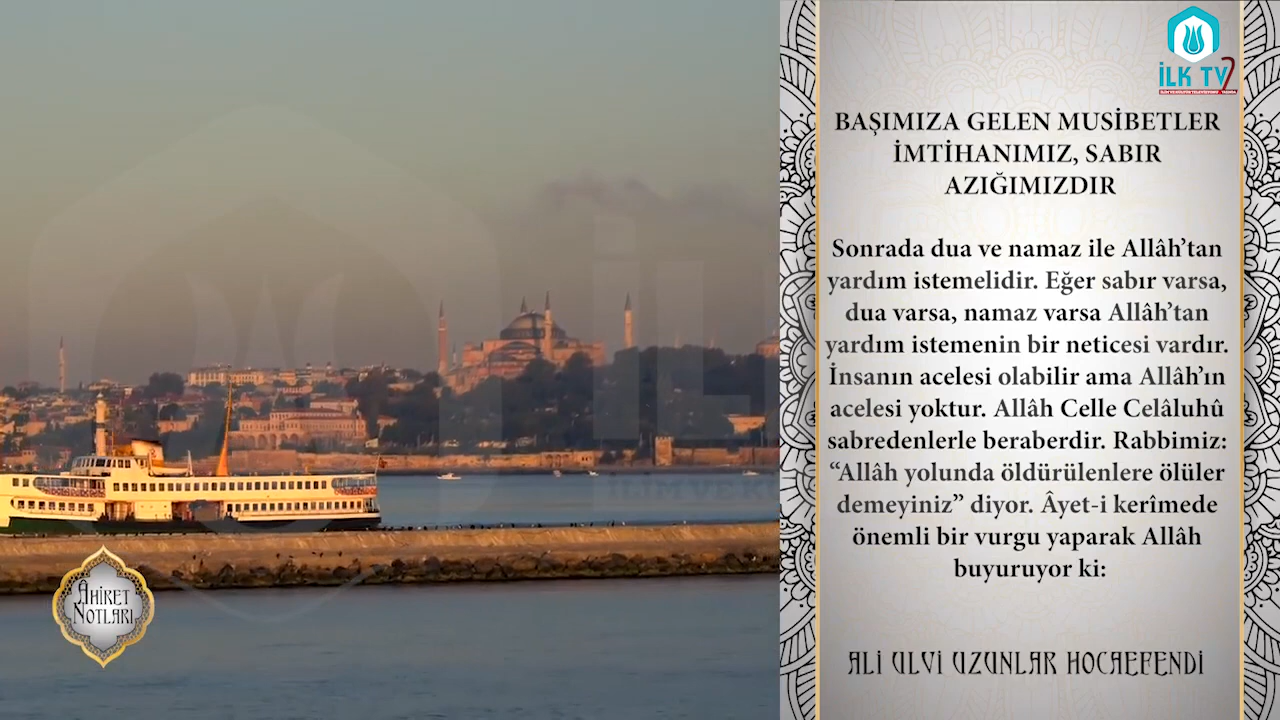 İLK TV2
BAŞIMIZA GELEN MUSİBETLER
İMTİHANIMIZ, SABIR
AZIĞIMIZDIR
Sonrada dua ve namaz ile Allâh’tan
yardım istemelidir. Eğer sabır varsa,
dua varsa, namaz varsa Allâh’tan
yardım istemenin bir neticesi vardır.
İnsanın acelesi olabilir ama Allâh’ın
acelesi yoktur. Allâh Celle Celâluhû
sabredenlerle beraberdir. Rabbimiz:
“Allâh yolunda öldürülenlere ölüler
demeyiniz” diyor. Âyet-i kerîmede
önemli bir vurgu yaparak Allâh
buyuruyor ki:
ALİ ULVİ UZUNLAR HOCAEFENDİ
ÂHİRET
NOTLARI